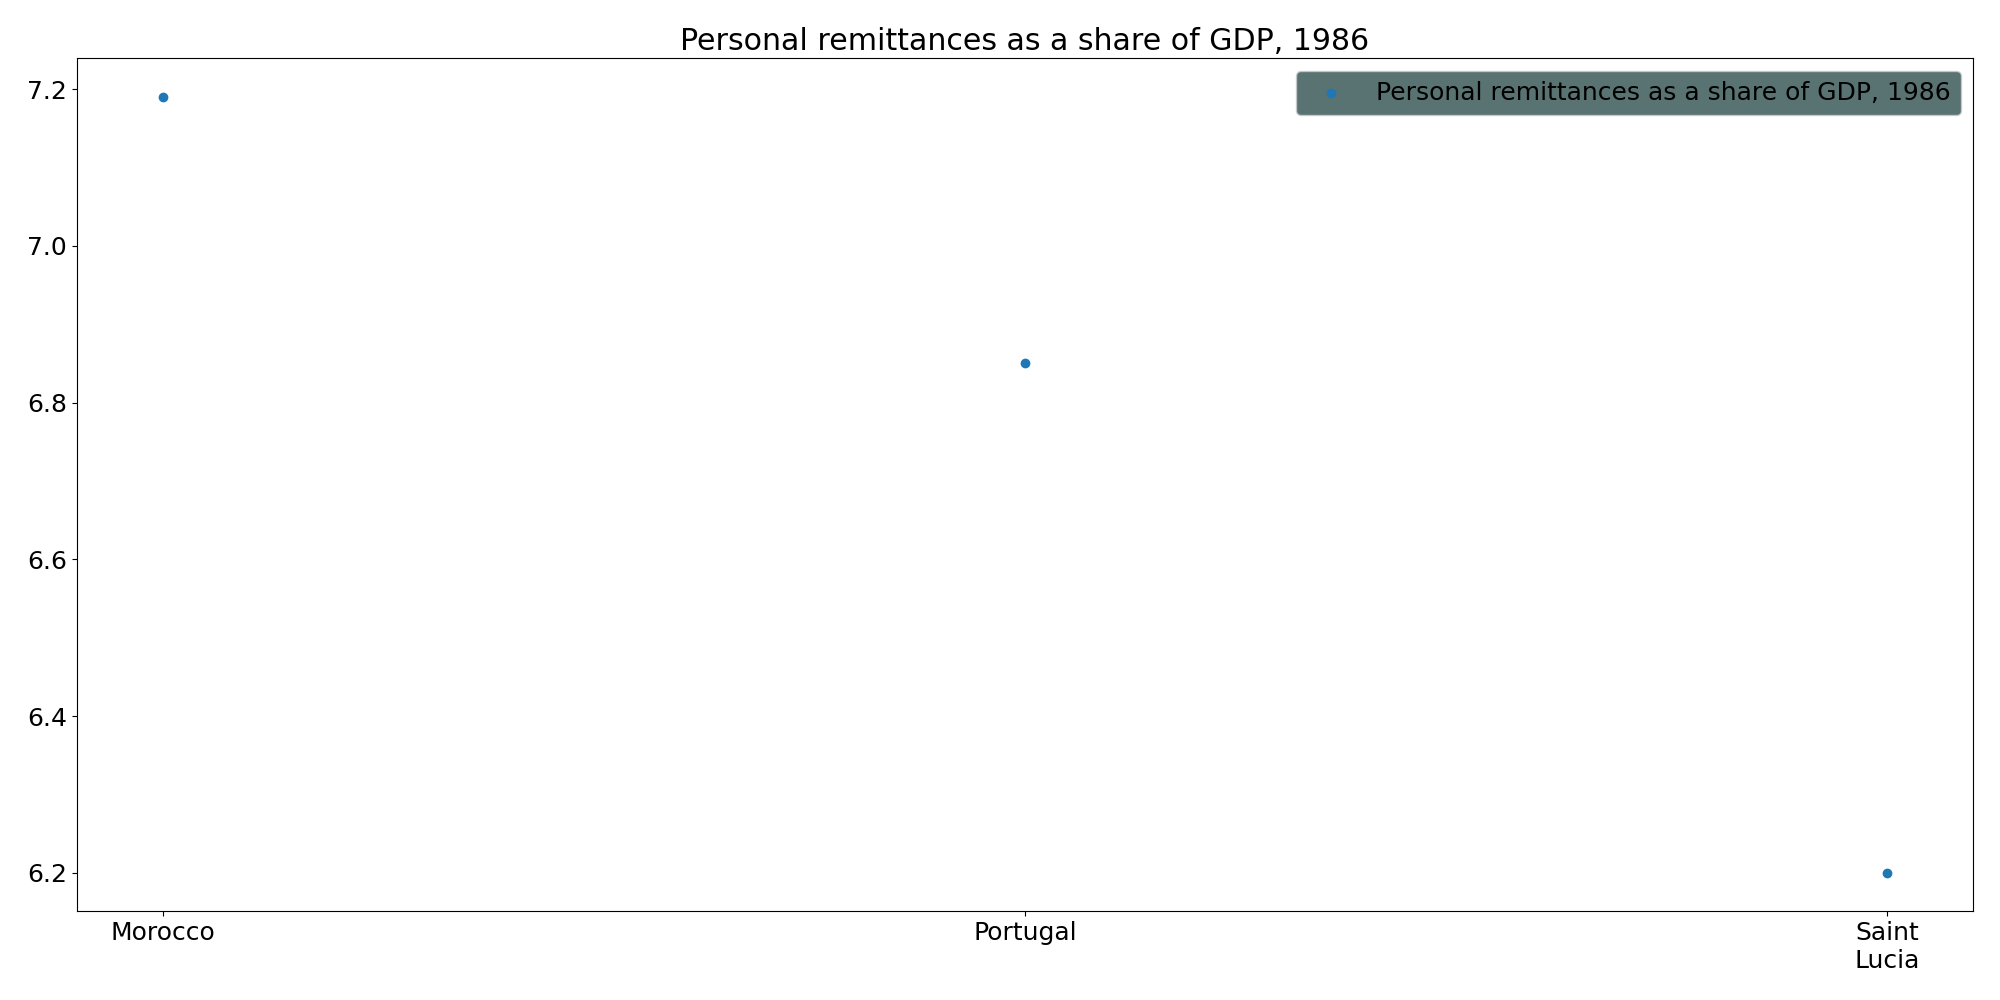 Personal remittances as a share of GDP, 1986
Personal remittances as a share of GDP, 1986
7.2
7.0
6.8
6.6
6.4
6.2
Morocco
Portugal
Saint
Lucia